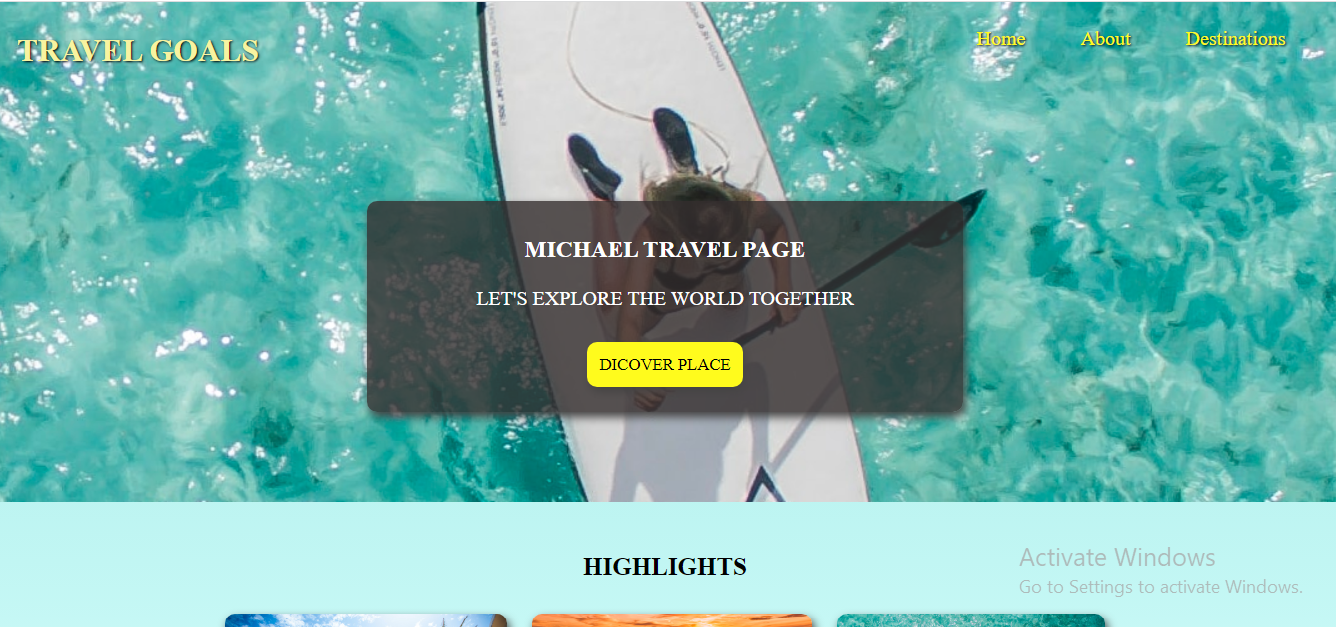 TRAVEL GOALS
Home
About
Destinations
MICHAEL TRAVEL PAGE
LET'S EXPLORE THE WORLD TOGETHER
DICOVER PLACE
HIGHLIGHTS
Activate Windows
Go to Settings to activate Windows.